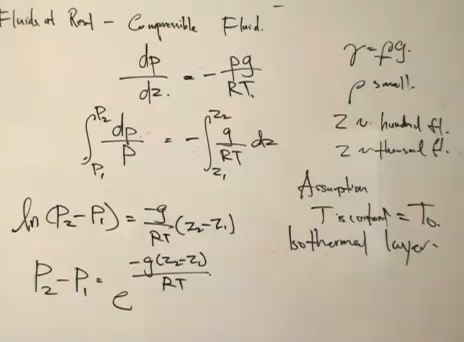 Fluids at Rest – Compressible Fluid.
dp/dz = - pg/RT
∫_{P₁}^{P₂} dp/P = - ∫_{z₁}^{z₂} g/RT dz
ln (P₂-P₁) = -g/RT (z₂-z₁)
P₂-P₁ = e^{-g(z₂-z₁)/RT}
γ = ρg.
ρ small.
Z ~ hundred ft.
Z ~ thousand ft.
Assumption
T is constant = T₀
Isothermal layer.